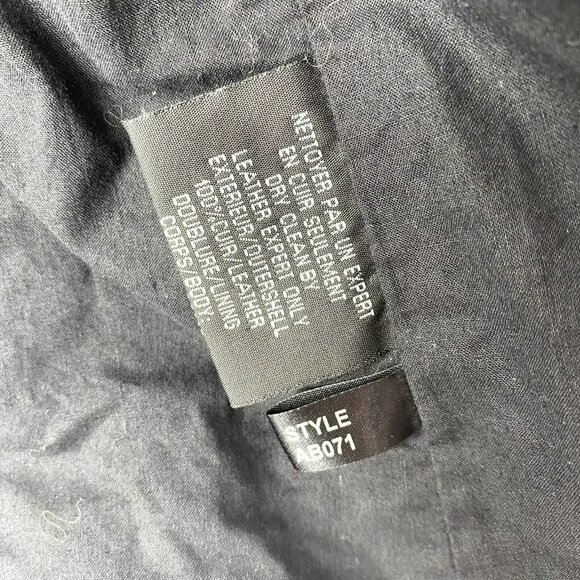 NETTOYER PAR UN EXPERT
EN CUIR SEULEMENT
DRY CLEAN BY
LEATHER EXPERT ONLY
EXTERIEUR/OUTERSHELL
100%/CUIR/LEATHER
DOUBLURE/LINING
CORPS/BODY.
STYLE
AB071